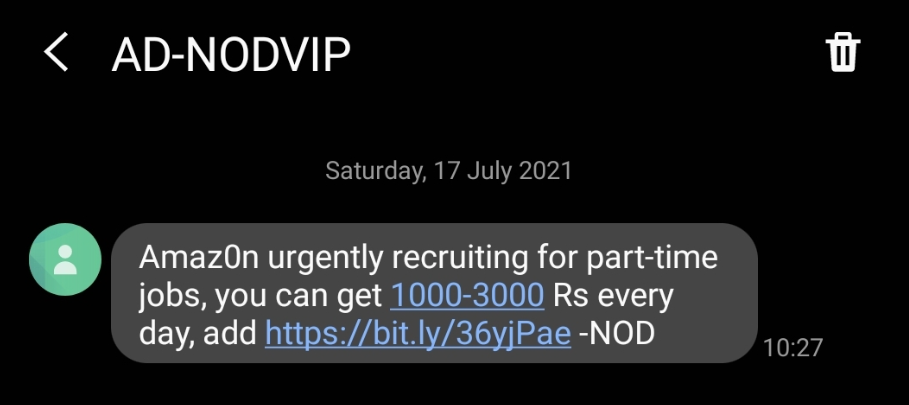 AD-NODVIP
Saturday, 17 July 2021
Amaz0n urgently recruiting for part-time
jobs, you can get 1000-3000 Rs every
day, add https://bit.ly/36yjPae -NOD
10:27